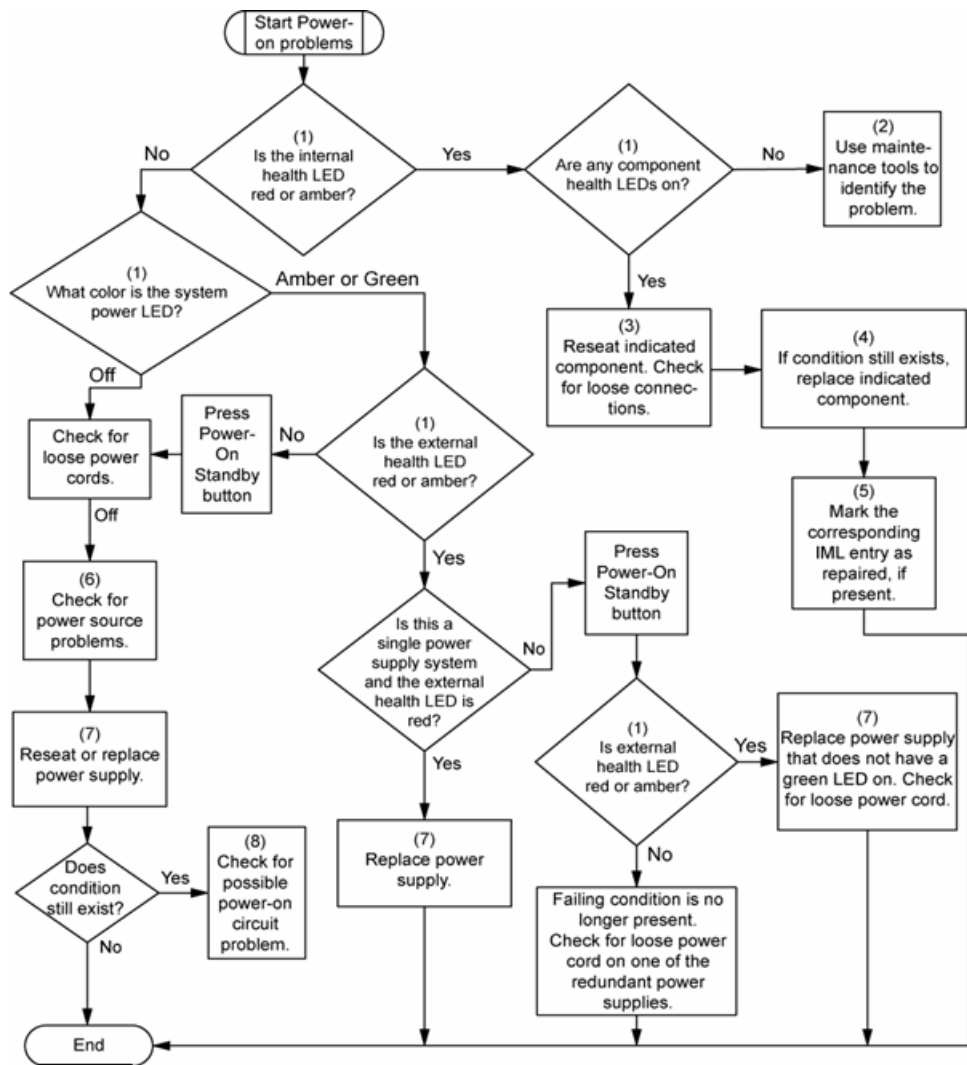 Start Power-
on problems
(1)
Is the internal
health LED
red or amber?
No
Yes
(1)
Are any component
health LEDs on?
No
(2)
Use mainte-
nance tools to
identify the
problem.
Yes
(1)
What color is the system
power LED?
Amber or Green
Off
(3)
Reseat indicated
component. Check
for loose connec-
tions.
(4)
If condition still exists,
replace indicated
component.
(5)
Mark the
corresponding
IML entry as
repaired, if
present.
Check for
loose power
cords.
Press
Power-
On
Standby
button
No
(1)
Is the external
health LED
red or amber?
Off
Yes
(6)
Check for
power source
problems.
Is this a
single power
supply system
and the external
health LED is
red?
No
Press
Power-On
Standby
button
Yes
(7)
Reseat or replace
power supply.
(1)
Is external
health LED
red or amber?
Yes
(7)
Replace power supply
that does not have a
green LED on. Check
for loose power cord.
No
Does
condition
still exist?
Yes
(8)
Check for
possible
power-on
circuit
problem.
No
(7)
Replace power
supply.
Failing condition is no
longer present.
Check for loose power
cord on one of the
redundant power
supplies.
End